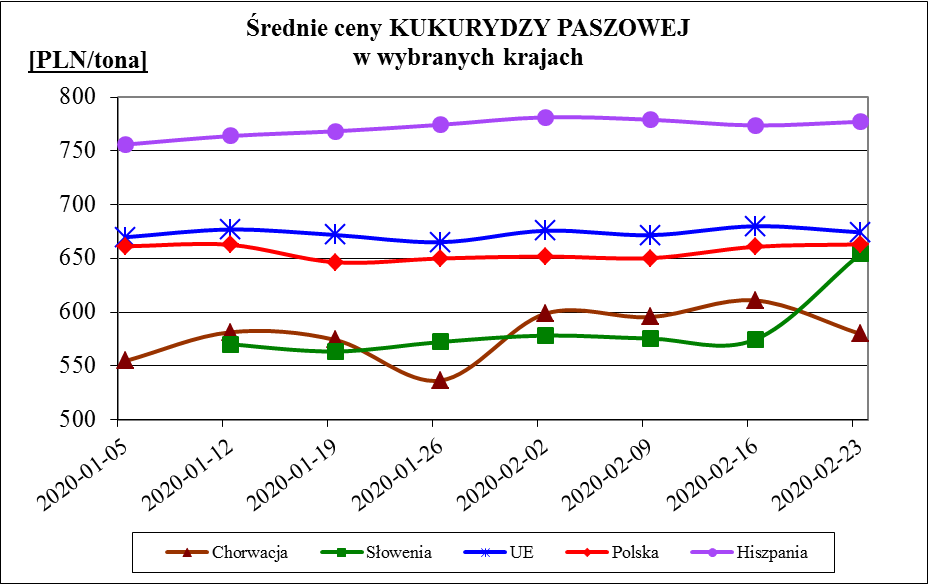 Średnie ceny KUKURYDZY PASZOWEJ
w wybranych krajach
[PLN/tona]
800
750
700
650
600
550
500
2020-01-05
2020-01-12
2020-01-19
2020-01-26
2020-02-02
2020-02-09
2020-02-16
2020-02-23
Chorwacja
Słowenia
UE
Polska
Hiszpania